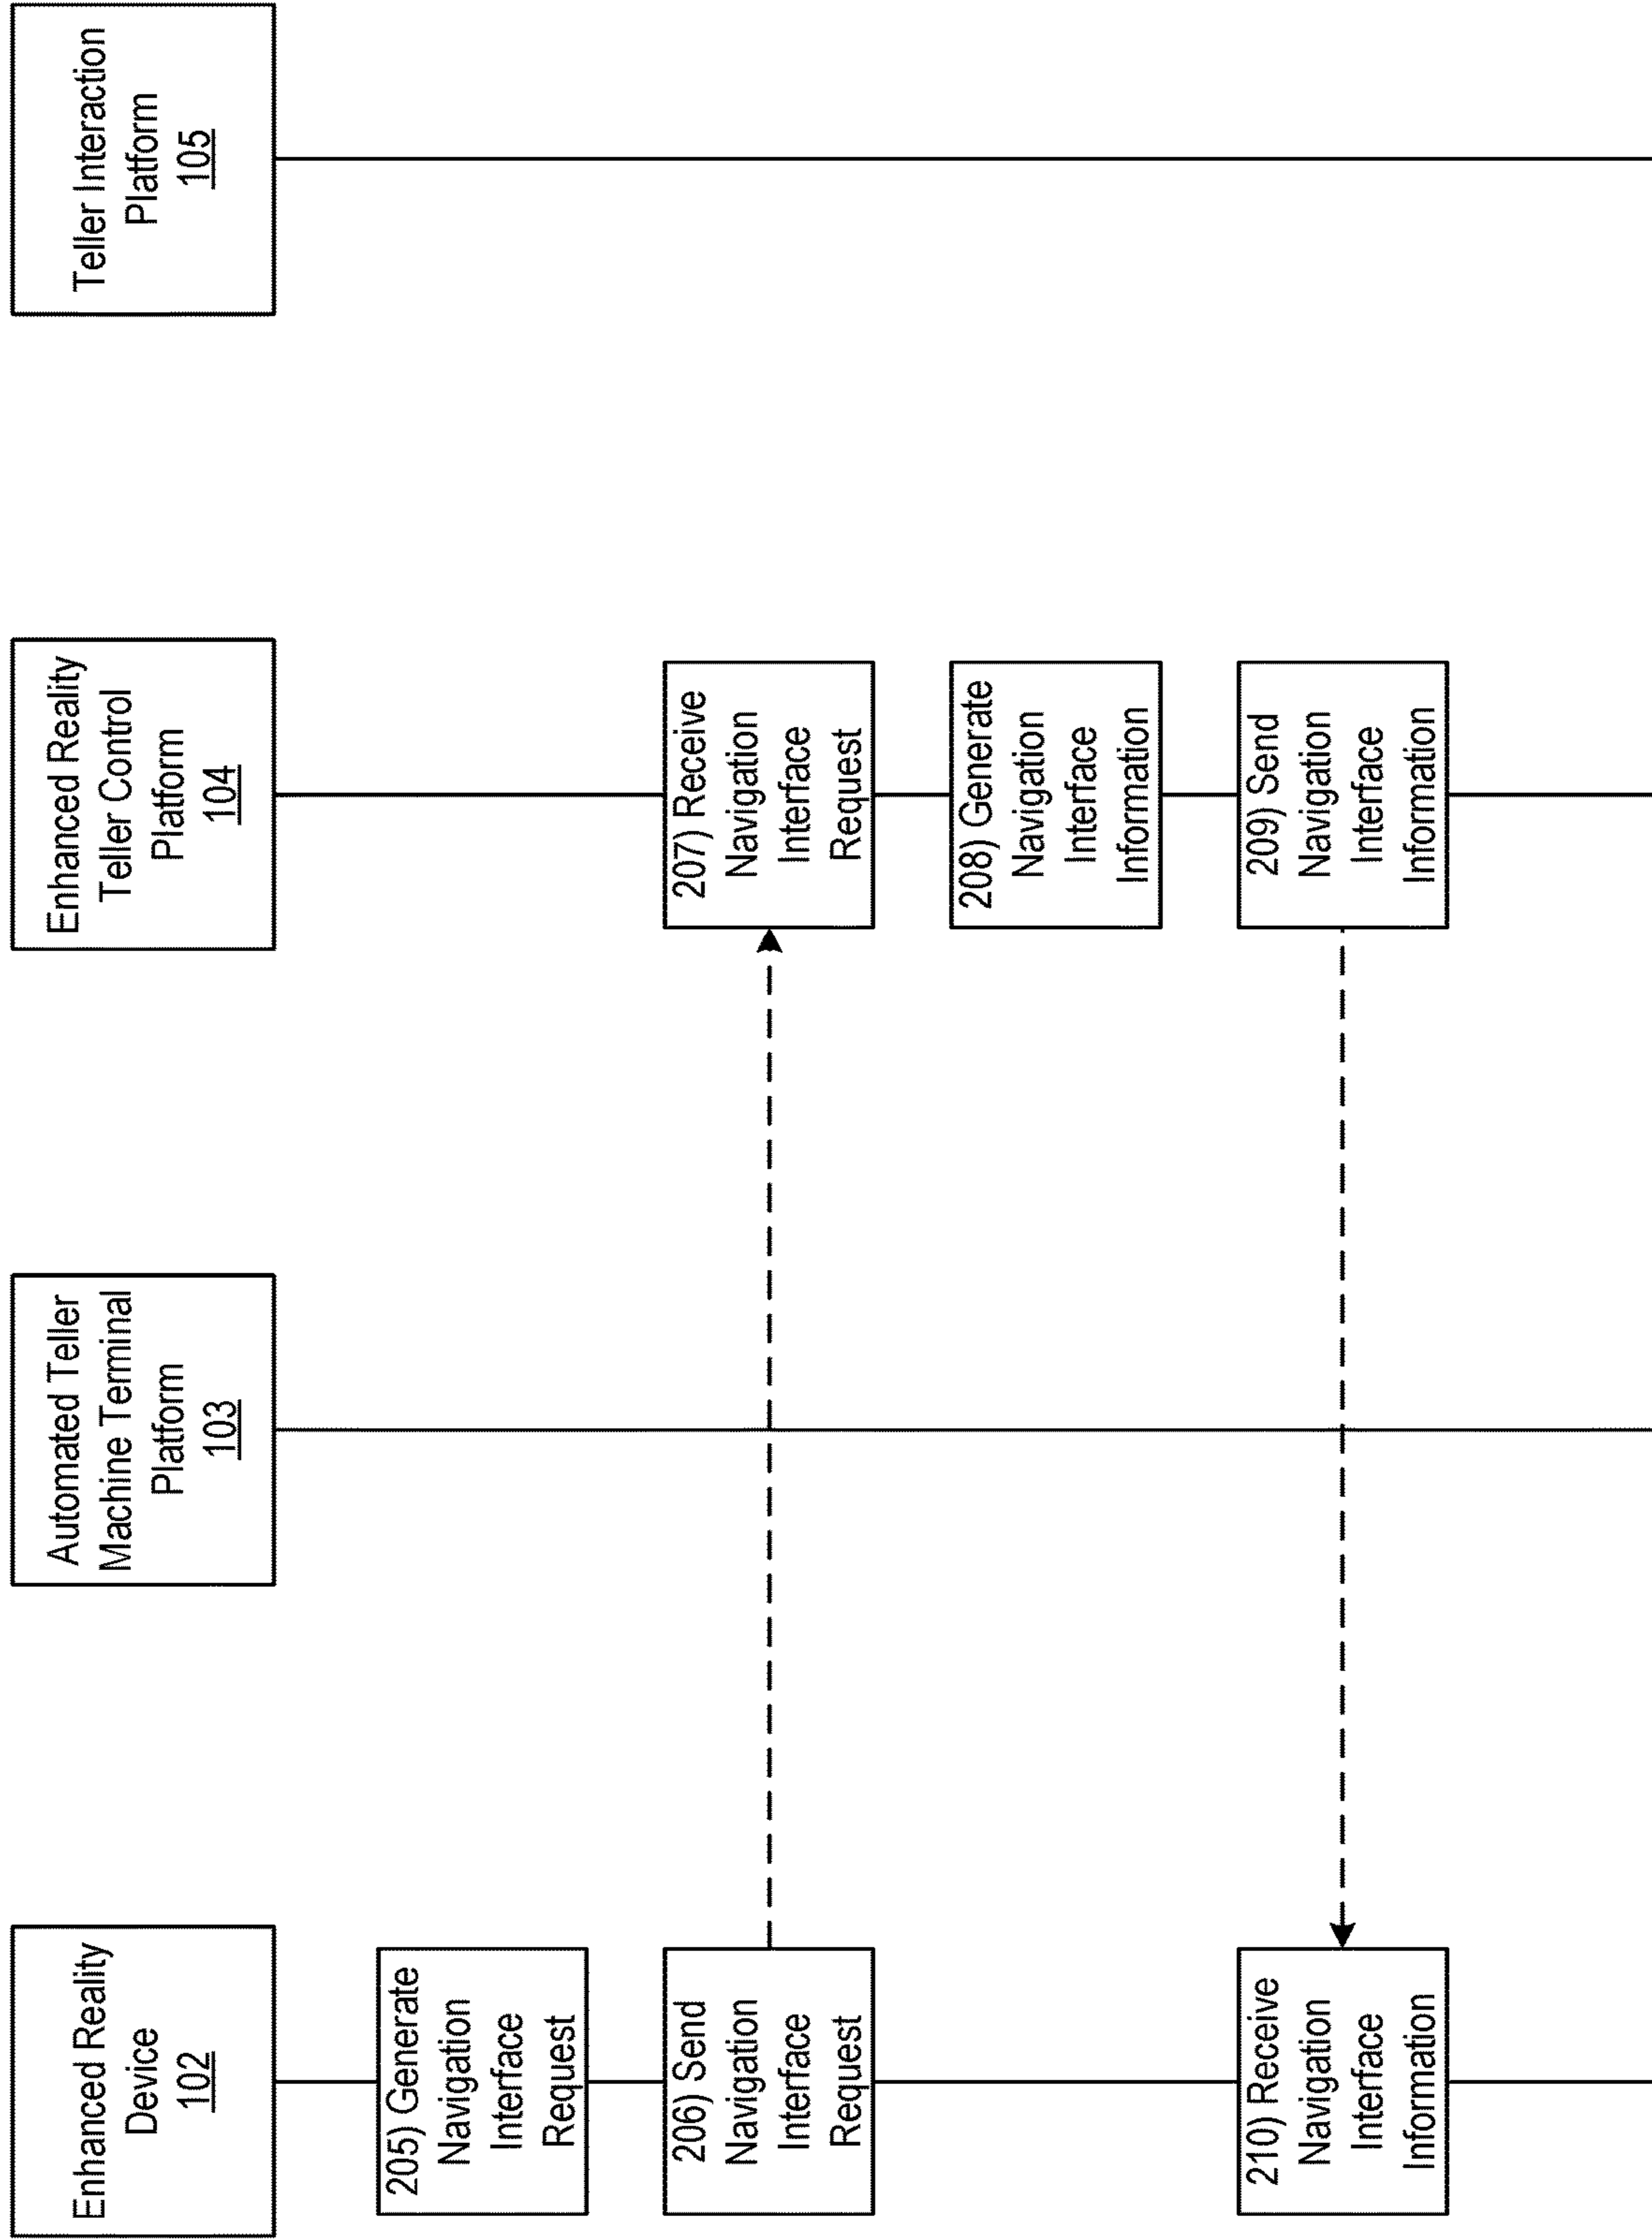 Enhanced Reality
Device
102
Automated Teller
Machine Terminal
Platform
103
Enhanced Reality
Teller Control
Platform
104
Teller Interaction
Platform
105
205) Generate
Navigation
Interface
Request
206) Send
Navigation
Interface
Request
207) Receive
Navigation
Interface
Request
208) Generate
Navigation
Interface
Information
209) Send
Navigation
Interface
Information
210) Receive
Navigation
Interface
Information